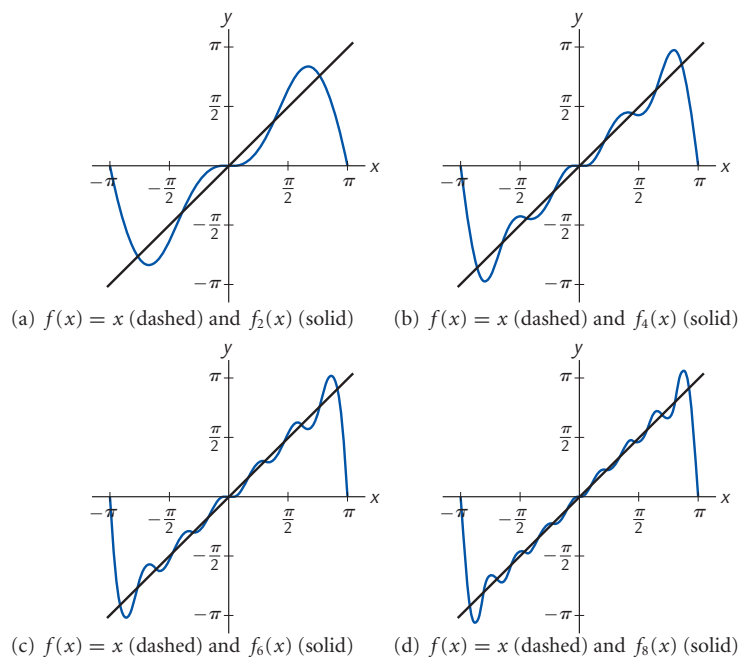 y
π
π/2
x
−π
−π/2
π/2
π
−π/2
−π
(a) f(x) = x (dashed) and f₂(x) (solid)
y
π
π/2
x
−π
−π/2
π/2
π
−π/2
−π
(b) f(x) = x (dashed) and f₄(x) (solid)
y
π
π/2
x
−π
−π/2
π/2
π
−π/2
−π
(c) f(x) = x (dashed) and f₆(x) (solid)
y
π
π/2
x
−π
−π/2
π/2
π
−π/2
−π
(d) f(x) = x (dashed) and f₈(x) (solid)